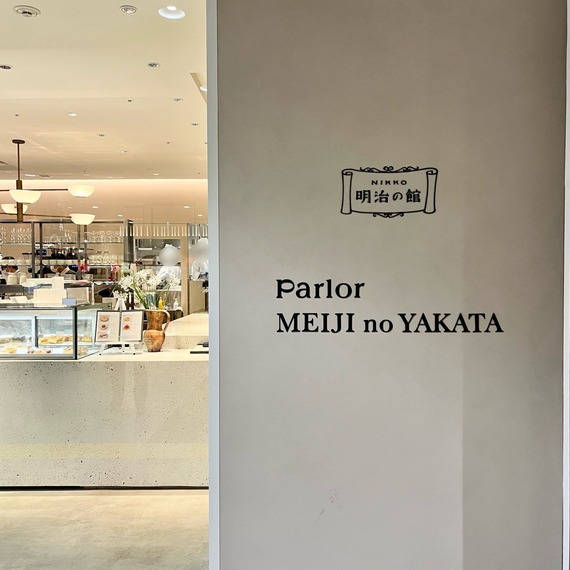 NIKKO
明治の館
Parlor
MEIJI no YAKATA